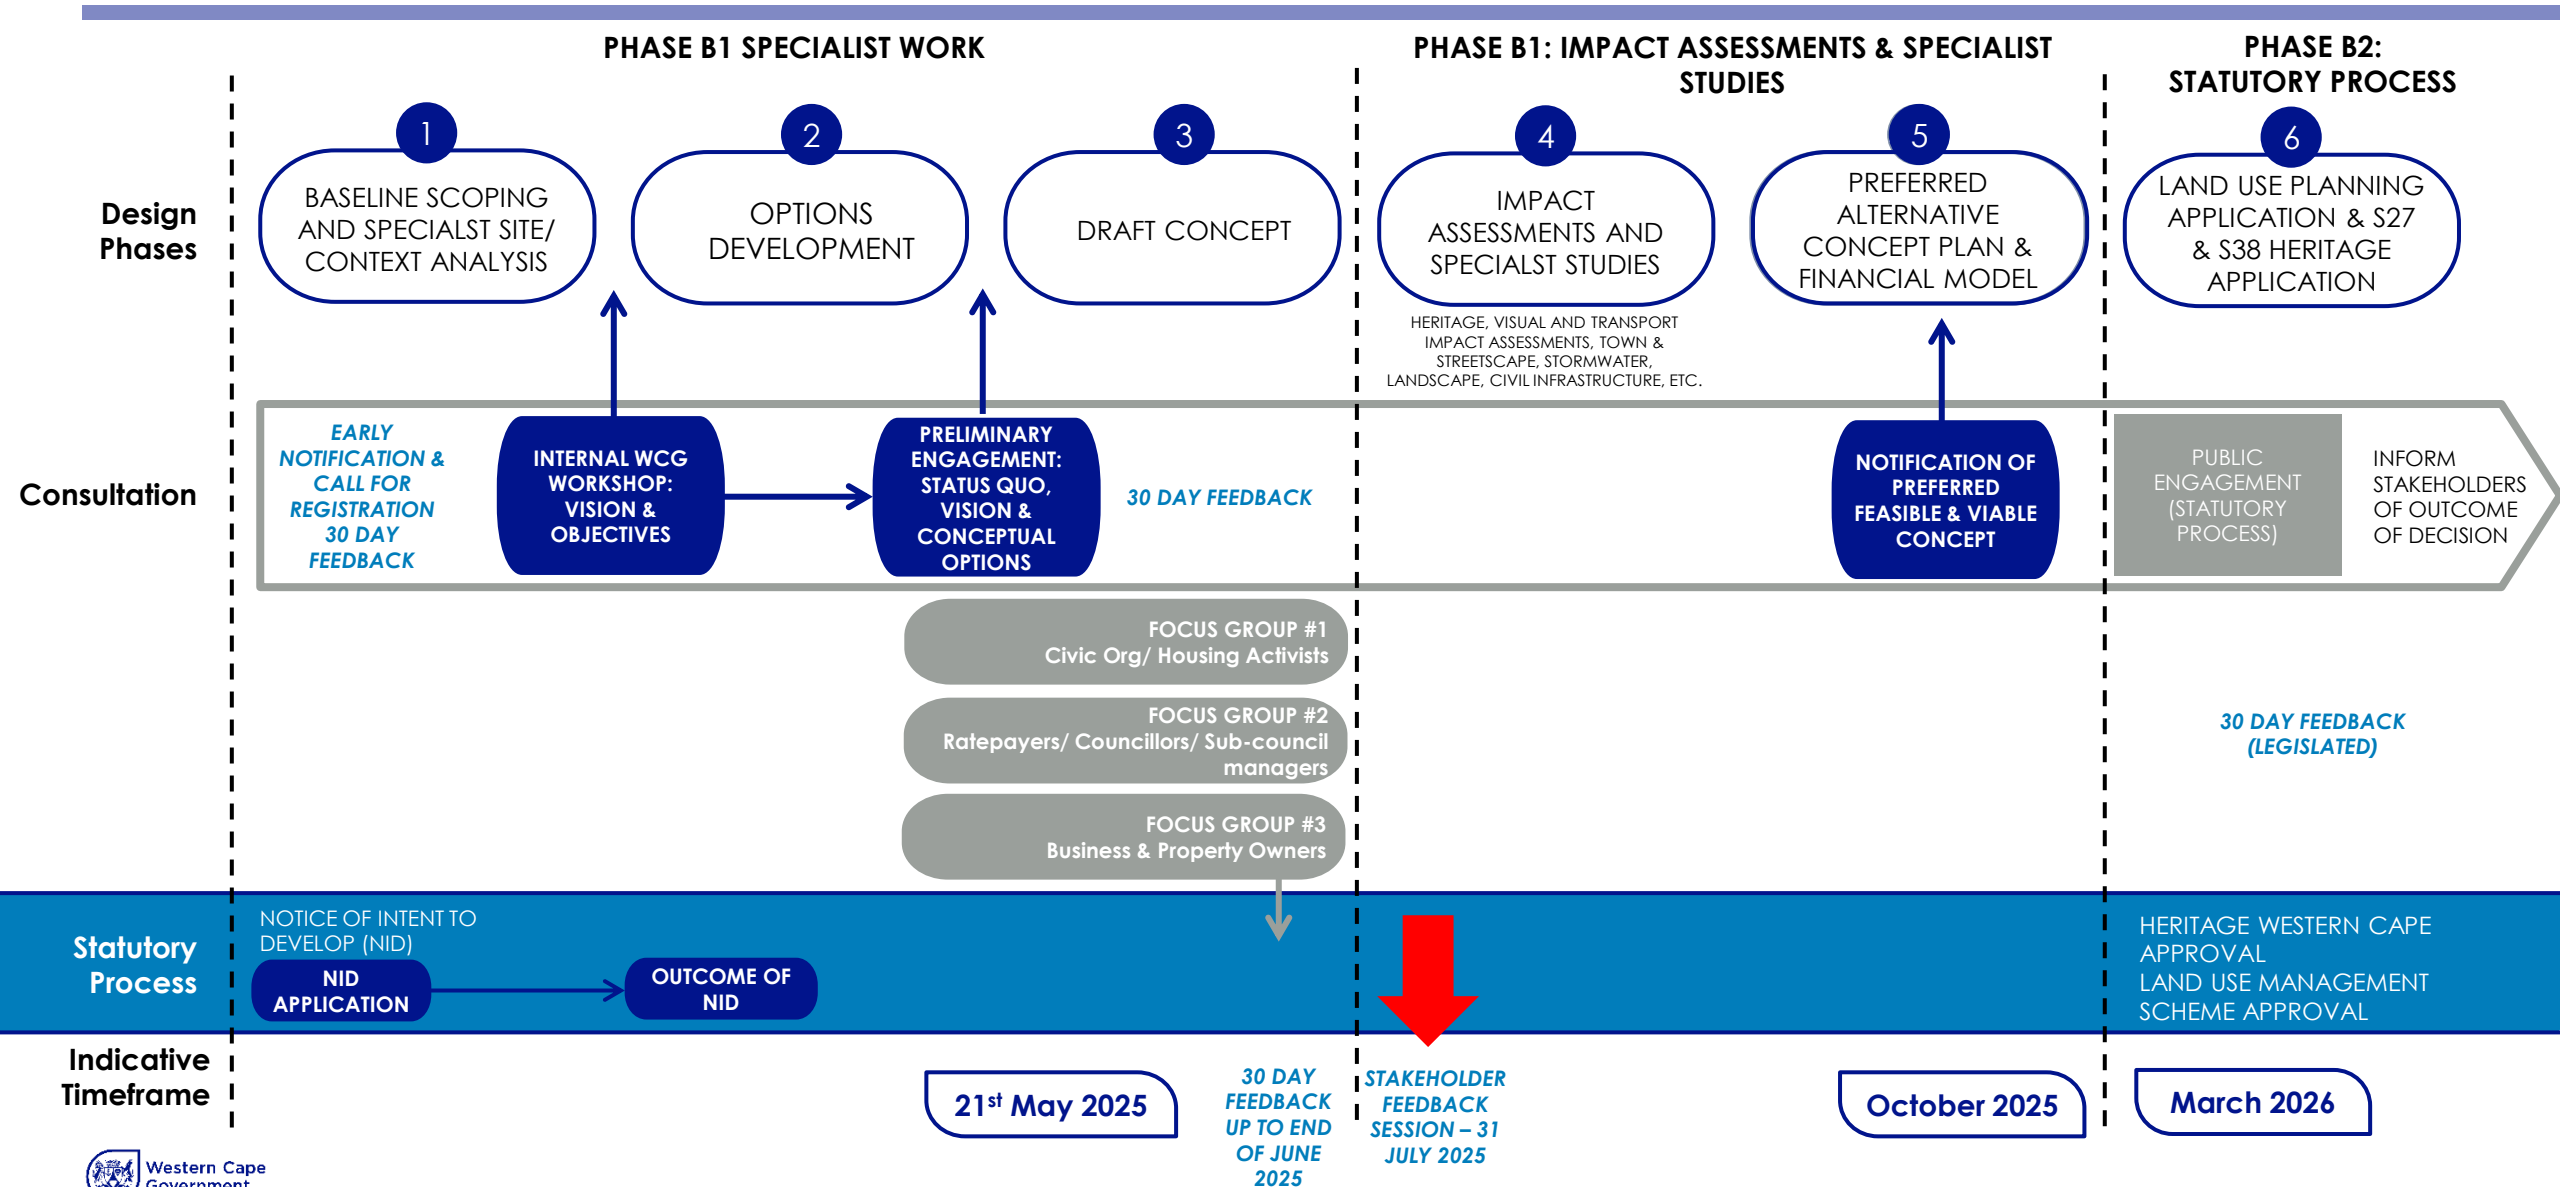 PHASE B1 SPECIALIST WORK
PHASE B1: IMPACT ASSESSMENTS & SPECIALIST
STUDIES
PHASE B2:
STATUTORY PROCESS
Design
Phases
1
BASELINE SCOPING
AND SPECIALST SITE/
CONTEXT ANALYSIS
2
OPTIONS
DEVELOPMENT
3
DRAFT CONCEPT
4
IMPACT
ASSESSMENTS AND
SPECIALST STUDIES
HERITAGE, VISUAL AND TRANSPORT
IMPACT ASSESSMENTS, TOWN &
STREETSCAPE, STORMWATER,
LANDSCAPE, CIVIL INFRASTRUCTURE, ETC.
5
PREFERRED
ALTERNATIVE
CONCEPT PLAN &
FINANCIAL MODEL
6
LAND USE PLANNING
APPLICATION & S27
& S38 HERITAGE
APPLICATION
Consultation
EARLY
NOTIFICATION &
CALL FOR
REGISTRATION
30 DAY
FEEDBACK
INTERNAL WCG
WORKSHOP:
VISION &
OBJECTIVES
PRELIMINARY
ENGAGEMENT:
STATUS QUO,
VISION &
CONCEPTUAL
OPTIONS
30 DAY FEEDBACK
NOTIFICATION OF
PREFERRED
FEASIBLE & VIABLE
CONCEPT
PUBLIC
ENGAGEMENT
(STATUTORY
PROCESS)
INFORM
STAKEHOLDERS
OF OUTCOME
OF DECISION
FOCUS GROUP #1
Civic Org/ Housing Activists
FOCUS GROUP #2
Ratepayers/ Councillors/ Sub-council
managers
FOCUS GROUP #3
Business & Property Owners
30 DAY FEEDBACK
(LEGISLATED)
Statutory
Process
NOTICE OF INTENT TO
DEVELOP (NID)
NID
APPLICATION
OUTCOME OF
NID
HERITAGE WESTERN CAPE
APPROVAL
LAND USE MANAGEMENT
SCHEME APPROVAL
Indicative
Timeframe
21st May 2025
30 DAY
FEEDBACK
UP TO END
OF JUNE
2025
STAKEHOLDER
FEEDBACK
SESSION – 31
JULY 2025
October 2025
March 2026
Western Cape
Government